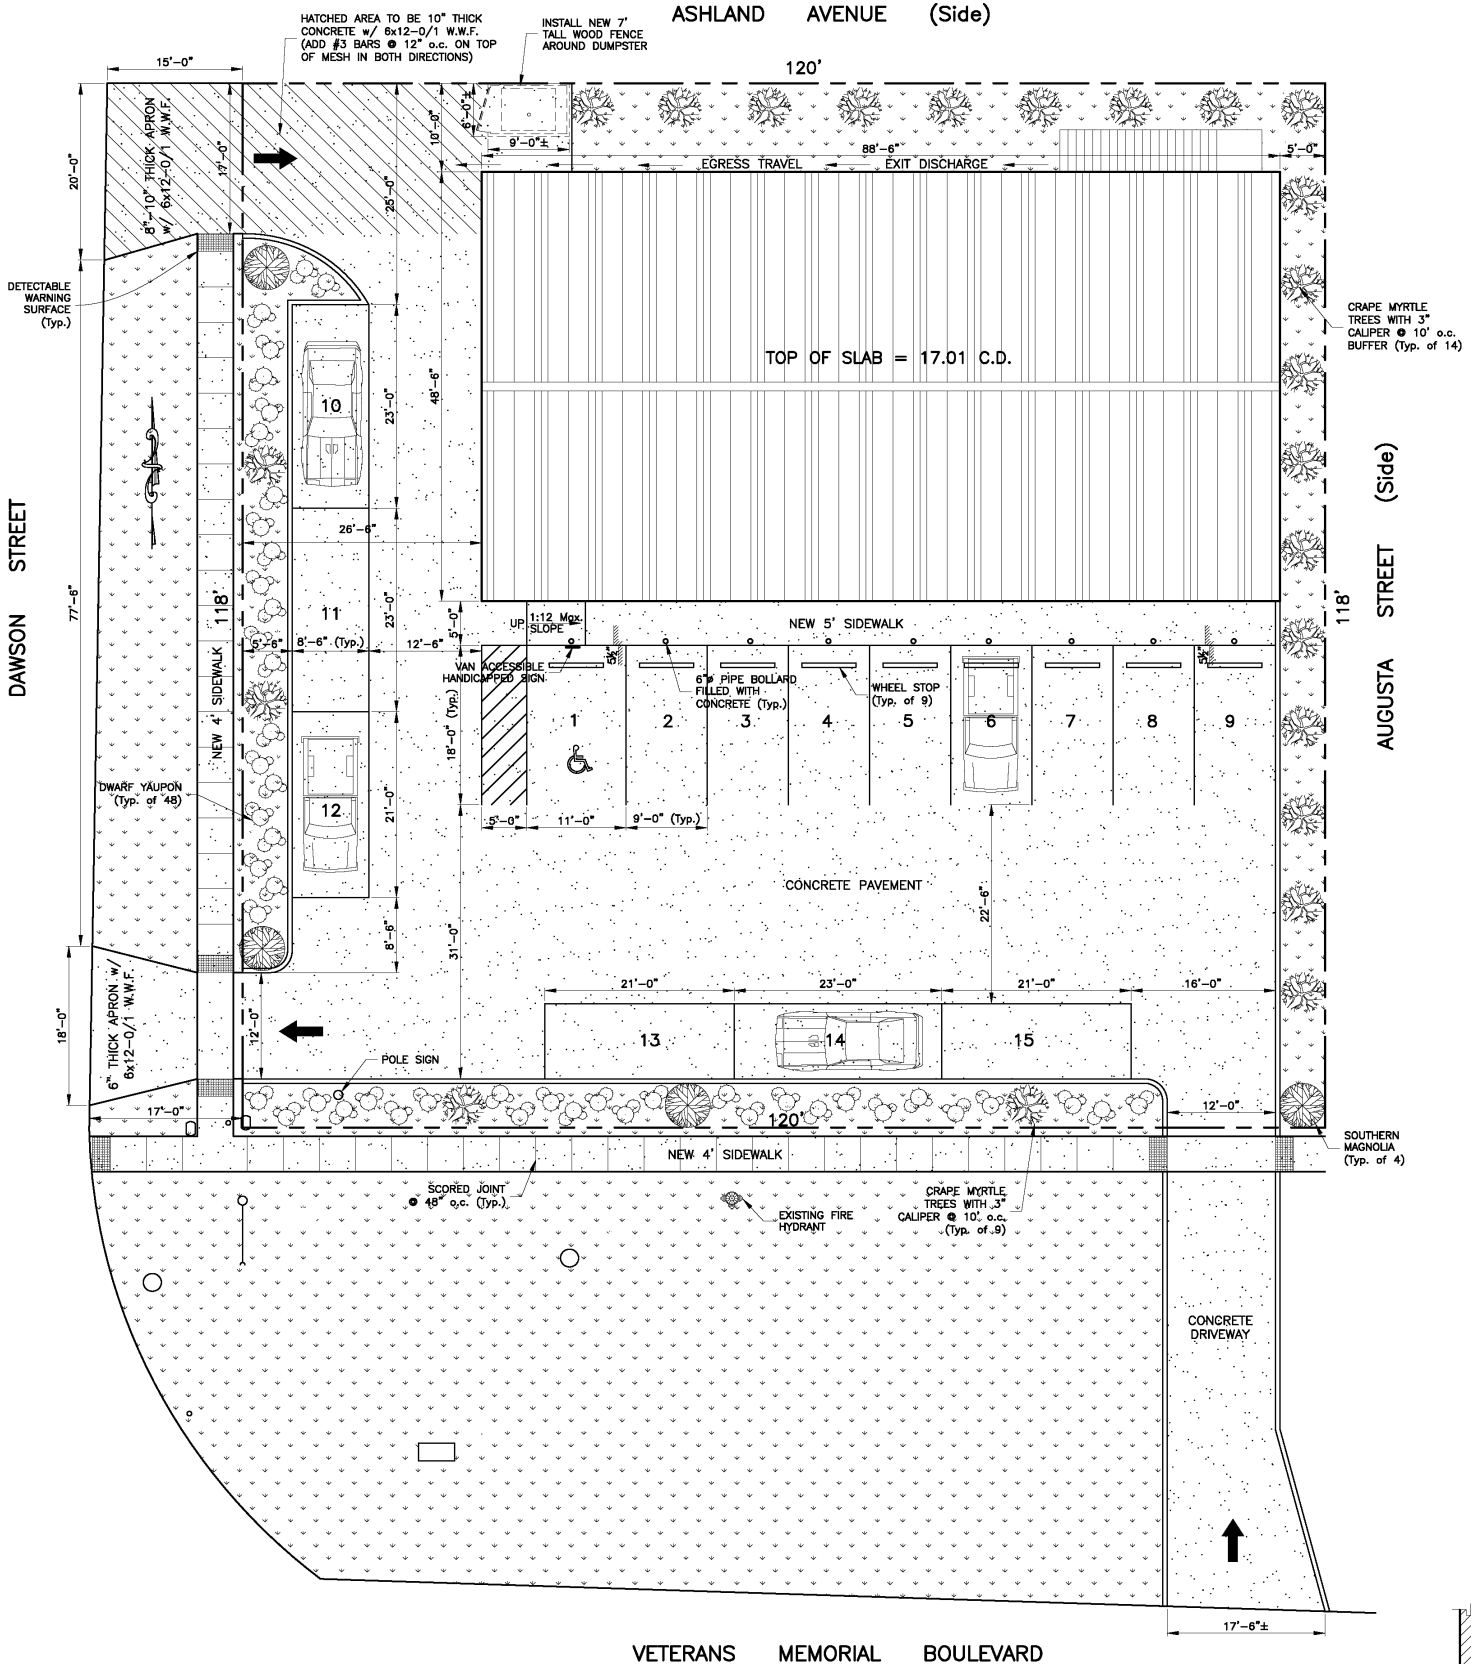 ASHLAND AVENUE (Side)
HATCHED AREA TO BE 10" THICK
CONCRETE w/ 6x12-0/1 W.W.F.
(ADD #3 BARS @ 12" o.c. ON TOP
OF MESH IN BOTH DIRECTIONS)
INSTALL NEW 7'
TALL WOOD FENCE
AROUND DUMPSTER
15'-0"
120'
20'-0"
8"-10" THICK APRON
w/ 6x12-0/1 W.W.F.
17'-0"
25'-0"
10'-0"
6'-0"±
9'-0"±
88'-6"
5'-0"
EGRESS TRAVEL
EXIT DISCHARGE
DETECTABLE
WARNING
SURFACE
(Typ.)
CRAPE MYRTLE
TREES WITH 3"
CALIPER @ 10' o.c.
BUFFER (Typ. of 14)
TOP OF SLAB = 17.01 C.D.
48'-6"
23'-0"
10
DAWSON STREET
AUGUSTA STREET (Side)
118'
118'
77'-6"
26'-6"
11
23'-0"
5'-6"
8'-6" (Typ.)
12'-6"
5'-0"
UP
1:12 Max.
SLOPE
NEW 5' SIDEWALK
NEW 4' SIDEWALK
VAN ACCESSIBLE
HANDICAPPED SIGN
5½"
5½"
6"ø PIPE BOLLARD
FILLED WITH
CONCRETE (Typ.)
WHEEL STOP
(Typ. of 9)
18'-0" (Typ.)
1
2
3
4
5
6
7
8
9
DWARF YAUPON
(Typ. of 48)
12
21'-0"
5'-0"
11'-0"
9'-0" (Typ.)
CONCRETE PAVEMENT
22'-6"
8'-6"
31'-0"
21'-0"
23'-0"
21'-0"
16'-0"
18'-0"
6" THICK APRON w/
6x12-0/1 W.W.F.
12'-0"
13
14
15
POLE SIGN
17'-0"
120'
12'-0"
NEW 4' SIDEWALK
SOUTHERN
MAGNOLIA
(Typ. of 4)
SCORED JOINT
@ 48" o.c. (Typ.)
EXISTING FIRE
HYDRANT
CRAPE MYRTLE
TREES WITH 3"
CALIPER @ 10' o.c.
(Typ. of 9)
CONCRETE
DRIVEWAY
17'-6"±
VETERANS MEMORIAL BOULEVARD